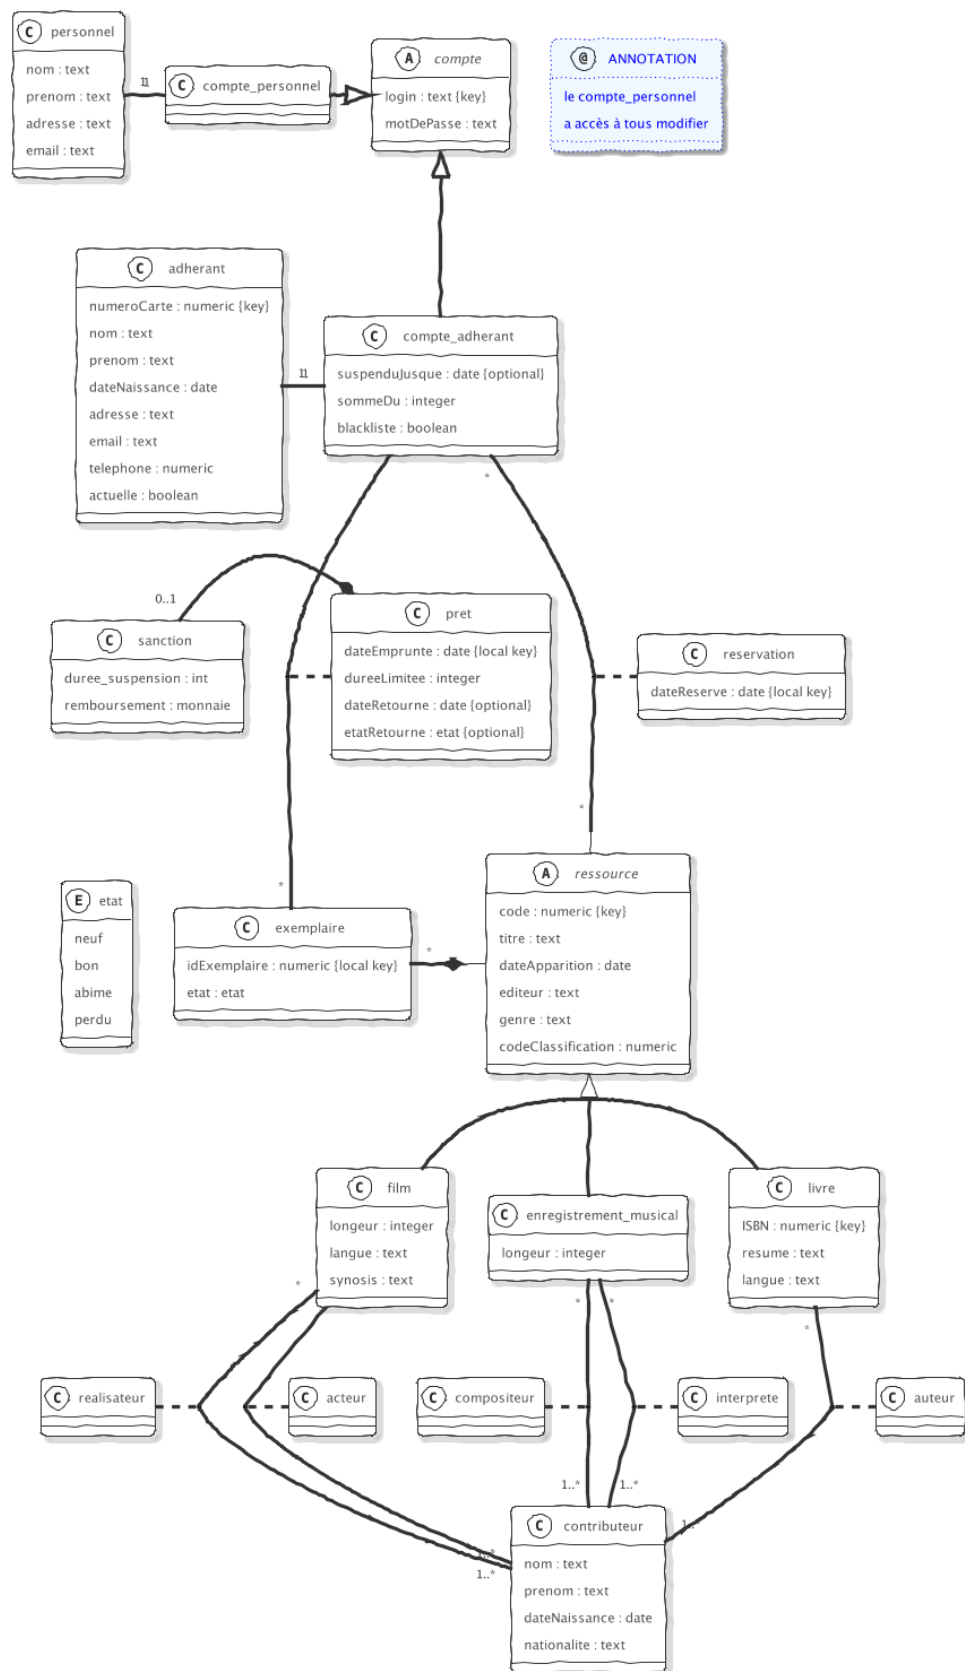 C personnel
nom : text
prenom : text
adresse : text
email : text
11
C compte_personnel
A compte
login : text {key}
motDePasse : text
@ ANNOTATION
le compte_personnel
a accès à tous modifier
C adherant
numeroCarte : numeric {key}
nom : text
prenom : text
dateNaissance : date
adresse : text
email : text
telephone : numeric
actuelle : boolean
11
C compte_adherant
suspenduJusque : date {optional}
sommeDu : integer
blackliste : boolean
*
0..1
C sanction
duree_suspension : int
remboursement : monnaie
C pret
dateEmprunte : date {local key}
dureeLimitee : integer
dateRetourne : date {optional}
etatRetourne : etat {optional}
C reservation
dateReserve : date {local key}
*
*
E etat
neuf
bon
abime
perdu
C exemplaire
idExemplaire : numeric {local key}
etat : etat
*
A ressource
code : numeric {key}
titre : text
dateApparition : date
editeur : text
genre : text
codeClassification : numeric
C film
longeur : integer
langue : text
synosis : text
*
C enregistrement_musical
longeur : integer
*
*
C livre
ISBN : numeric {key}
resume : text
langue : text
*
C realisateur
C acteur
C compositeur
C interprete
C auteur
1..*
1..*
1..*
1..*
1..*
C contributeur
nom : text
prenom : text
dateNaissance : date
nationalite : text